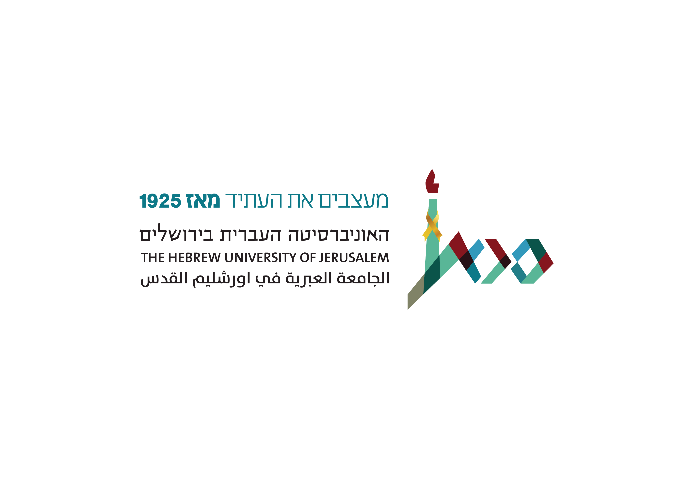 מעצבים את העתיד מאז 1925
האוניברסיטה העברית בירושלים
THE HEBREW UNIVERSITY OF JERUSALEM
الجامعة العبرية في اورشليم القدس